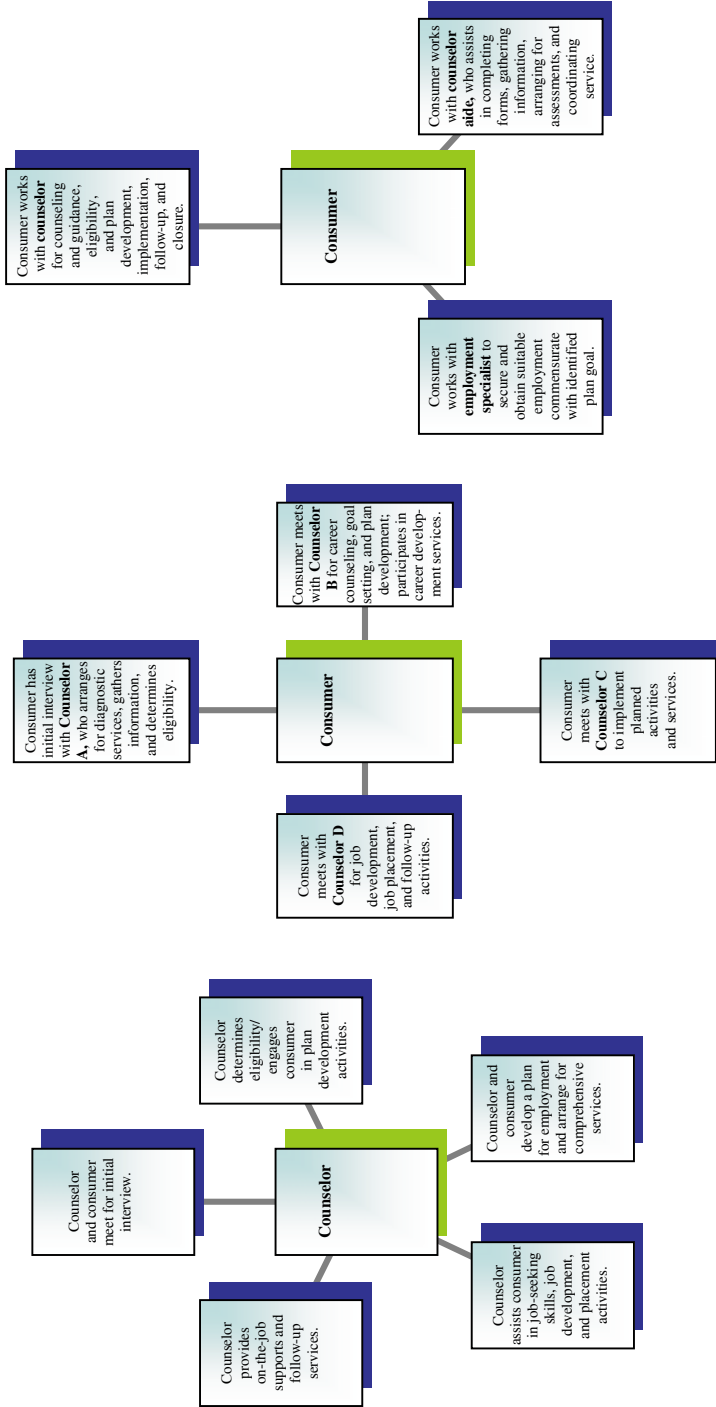 Counselor
and consumer
meet for initial
interview.
Counselor
provides
on-the-job
supports and
follow-up
services.
Counselor
Counselor
determines
eligibility/
engages
consumer
in plan
development
activities.
Counselor
assists consumer
in job-seeking
skills, job
development,
and placement
activities.
Counselor and
consumer
develop a plan
for employment
and arrange for
comprehensive
services.
Consumer has
initial interview
with Counselor
A, who arranges
for diagnostic
services, gathers
information,
and determines
eligibility.
Consumer
meets with
Counselor D
for job
development,
job placement,
and follow-up
activities.
Consumer
Consumer meets
with Counselor
B for career
counseling, goal
setting, and plan
development;
participates in
career develop-
ment services.
Consumer
meets with
Counselor C
to implement
planned
activities
and services.
Consumer works
with counselor
for counseling
and guidance,
eligibility,
and plan
development,
implementation,
follow-up, and
closure.
Consumer
Consumer
works with
employment
specialist to
secure and
obtain suitable
employment
commensurate
with identified
plan goal.
Consumer works
with counselor
aide, who assists
in completing
forms, gathering
information,
arranging for
assessments, and
coordinating
service.